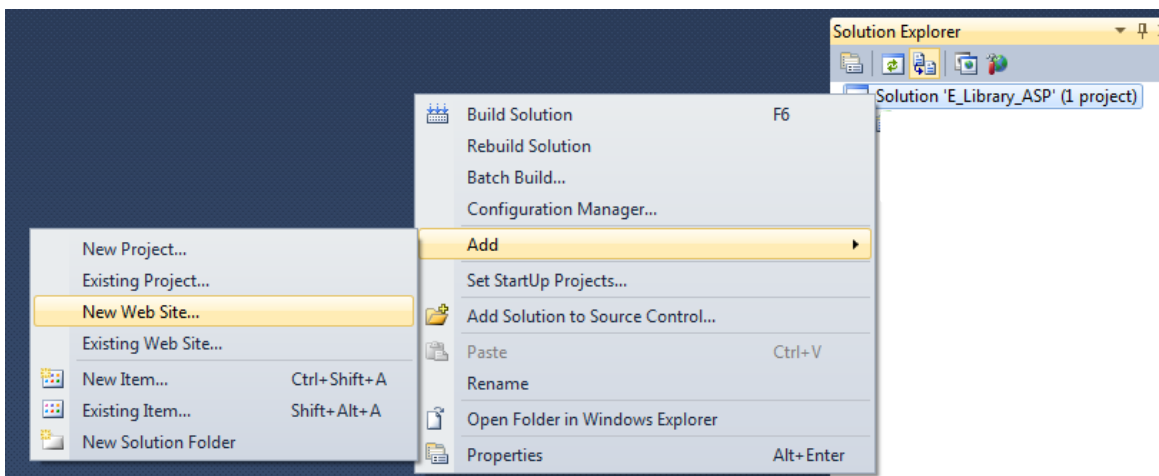 Solution Explorer
Solution 'E_Library_ASP' (1 project)
Build Solution F6
Rebuild Solution
Batch Build...
Configuration Manager...
Add
Set StartUp Projects...
Add Solution to Source Control...
Paste Ctrl+V
Rename
Open Folder in Windows Explorer
Properties Alt+Enter
New Project...
Existing Project...
New Web Site...
Existing Web Site...
New Item... Ctrl+Shift+A
Existing Item... Shift+Alt+A
New Solution Folder